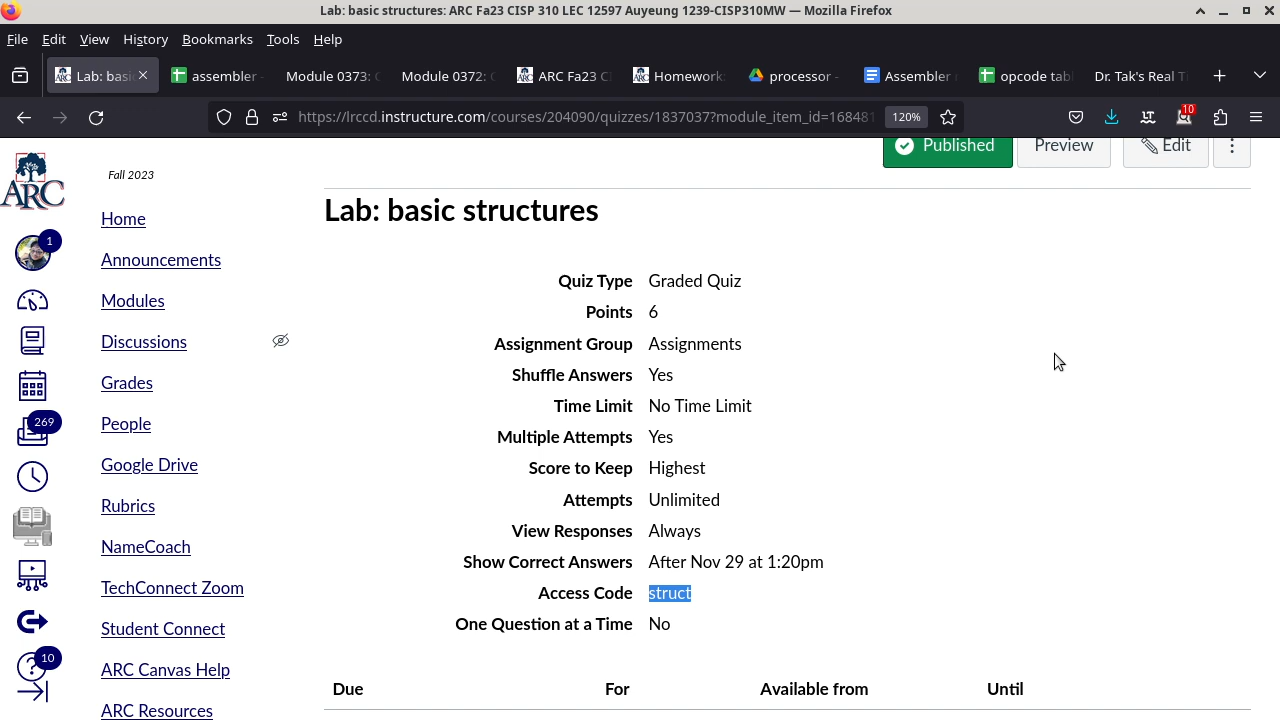 Lab: basic structures: ARC Fa23 CISP 310 LEC 12597 Auyeung 1239-CISP310MW — Mozilla Firefox
File Edit View History Bookmarks Tools Help
Lab: basi assembler - Module 0373: C Module 0372: C ARC Fa23 C Homework processor - Assembler opcode tab Dr. Tak's Real T
https://lrccd.instructure.com/courses/204090/quizzes/1837037?module_item_id=168481 120% 10
Published Preview Edit
ARC
Fall 2023
1
269
10
Home
Announcements
Modules
Discussions
Grades
People
Google Drive
Rubrics
NameCoach
TechConnect Zoom
Student Connect
ARC Canvas Help
ARC Resources
Lab: basic structures
Quiz Type Graded Quiz
Points 6
Assignment Group Assignments
Shuffle Answers Yes
Time Limit No Time Limit
Multiple Attempts Yes
Score to Keep Highest
Attempts Unlimited
View Responses Always
Show Correct Answers After Nov 29 at 1:20pm
Access Code struct
One Question at a Time No
Due For Available from Until